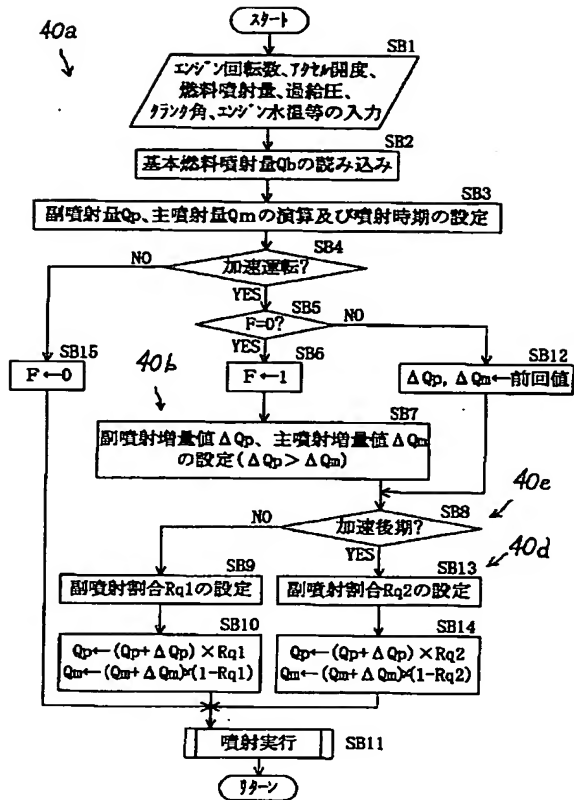 40a
スタート
SB1
エンジン回転数、アクセル開度、
燃料噴射量、過給圧、
クランク角、エンジン水温等の入力
SB2
基本燃料噴射量Qbの読み込み
SB3
副噴射量Qp、主噴射量Qmの演算及び噴射時期の設定
SB4
NO
加速運転?
YES
SB5
F=0?
NO
YES
SB15
F←0
40b
SB6
F←1
SB12
ΔQp,ΔQm←前回値
SB7
副噴射増量値ΔQp、主噴射増量値ΔQm
の設定(ΔQp>ΔQm)
40e
SB8
NO
加速後期?
YES
40d
SB9
副噴射割合Rq1の設定
SB13
副噴射割合Rq2の設定
SB10
Qp←(Qp+ΔQp)×Rq1
Qm←(Qm+ΔQm)×(1-Rq1)
SB14
Qp←(Qp+ΔQp)×Rq2
Qm←(Qm+ΔQm)×(1-Rq2)
噴射実行
SB11
リターン